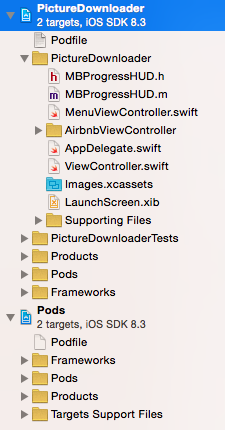 PictureDownloader
2 targets, iOS SDK 8.3
Podfile
PictureDownloader
MBProgressHUD.h
MBProgressHUD.m
MenuViewController.swift
AirbnbViewController
AppDelegate.swift
ViewController.swift
Images.xcassets
LaunchScreen.xib
Supporting Files
PictureDownloaderTests
Products
Pods
Frameworks
Pods
2 targets, iOS SDK 8.3
Podfile
Frameworks
Pods
Products
Targets Support Files